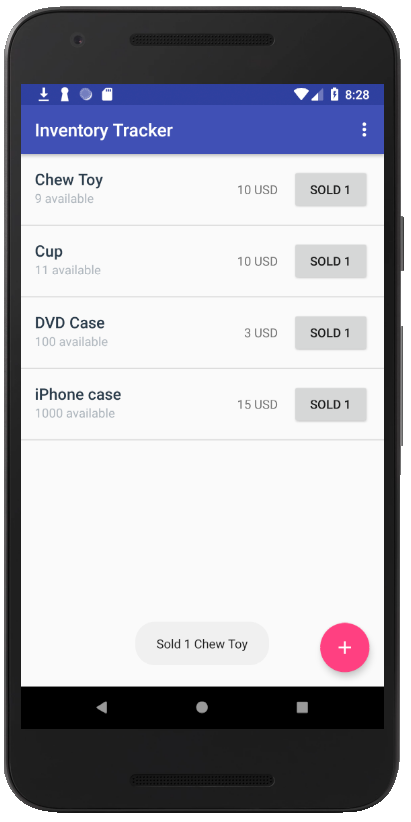 8:28
Inventory Tracker
Chew Toy
9 available
10 USD
SOLD 1
Cup
11 available
10 USD
SOLD 1
DVD Case
100 available
3 USD
SOLD 1
iPhone case
1000 available
15 USD
SOLD 1
Sold 1 Chew Toy
+